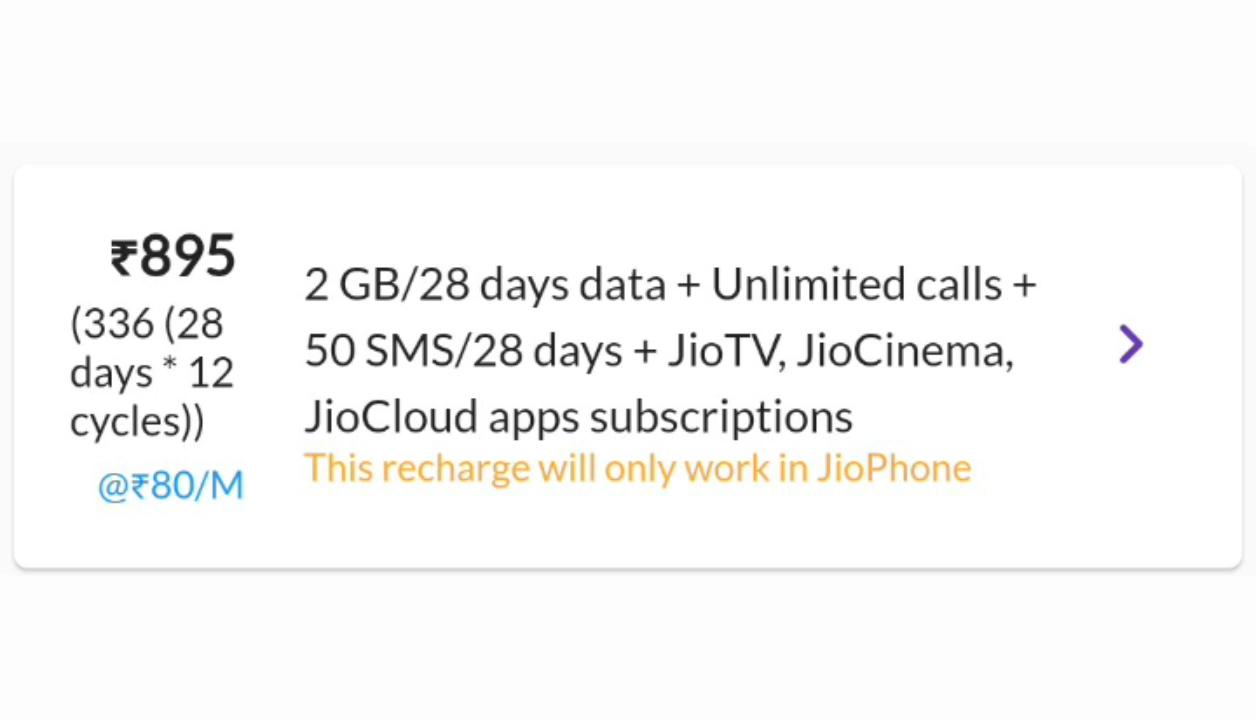 ₹895
(336 (28
days * 12
cycles))
@₹80/M
2 GB/28 days data + Unlimited calls +
50 SMS/28 days + JioTV, JioCinema,
JioCloud apps subscriptions
This recharge will only work in JioPhone